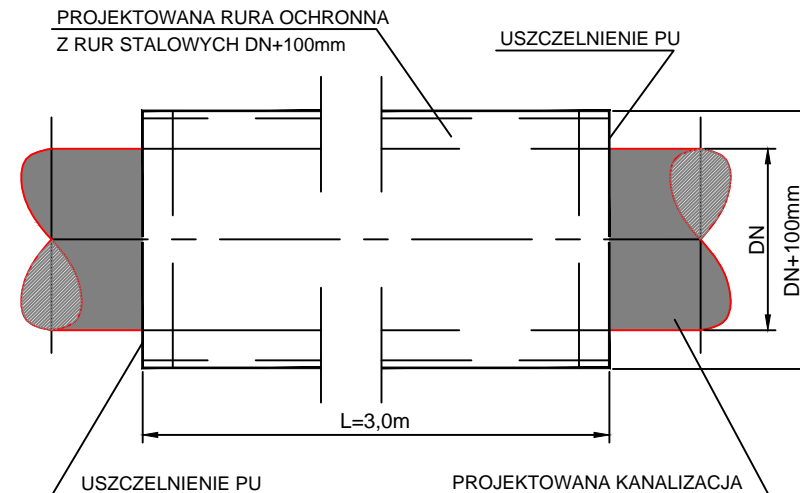 PROJEKTOWANA RURA OCHRONNA
Z RUR STALOWYCH DN+100mm
USZCZELNIENIE PU
DN
DN+100mm
L=3,0m
USZCZELNIENIE PU
PROJEKTOWANA KANALIZACJA